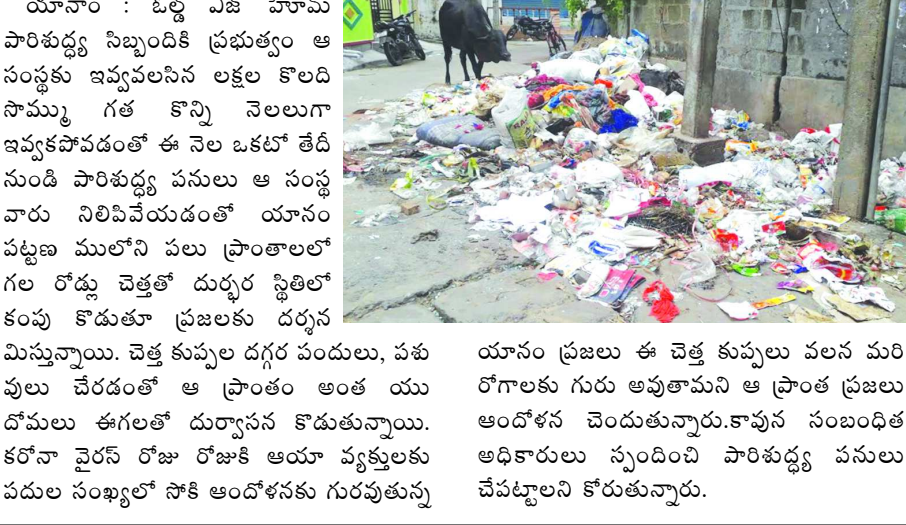 యానాం : ఓల్డ్ ఏజ్ హూమ్
పారిశుధ్ధ్య సిబ్బందికి ప్రభుత్వం ఆ
సంస్థకు ఇవ్వవలసిన లక్షల కొలది
సొమ్ము గత కొన్ని నెలలుగా
ఇవ్వకపోవడంతో ఈ నెల ఒకటో తేదీ
నుండి పారిశుధ్ధ్య పనులు ఆ సంస్థ
వారు నిలిపివేయడంతో యానం
పట్టణ ములోని పలు ప్రాంతాలలో
గల రోడ్లు చెత్తతో దుర్భర స్థితిలో
కంపు కొడుతూ ప్రజలకు దర్శన
మిస్తున్నాయి. చెత్త కుప్పల దగ్గర పందులు, పశు
వులు చేరడంతో ఆ ప్రాంతం అంత యు
దోమలు ఈగలతో దుర్వాసన కొడుతున్నాయి.
కరోనా వైరస్ రోజు రోజుకి ఆయా వ్యక్తులకు
పదుల సంఖ్యలో సోకి ఆందోళనకు గురవుతున్న
యానం ప్రజలు ఈ చెత్త కుప్పలు వలన మరి
రోగాలకు గురు అవుతామని ఆ ప్రాంత ప్రజలు
ఆందోళన చెందుతున్నారు.కావున సంబంధిత
అధికారులు స్పందించి పారిశుధ్ధ్య పనులు
చేపట్టాలని కోరుతున్నారు.